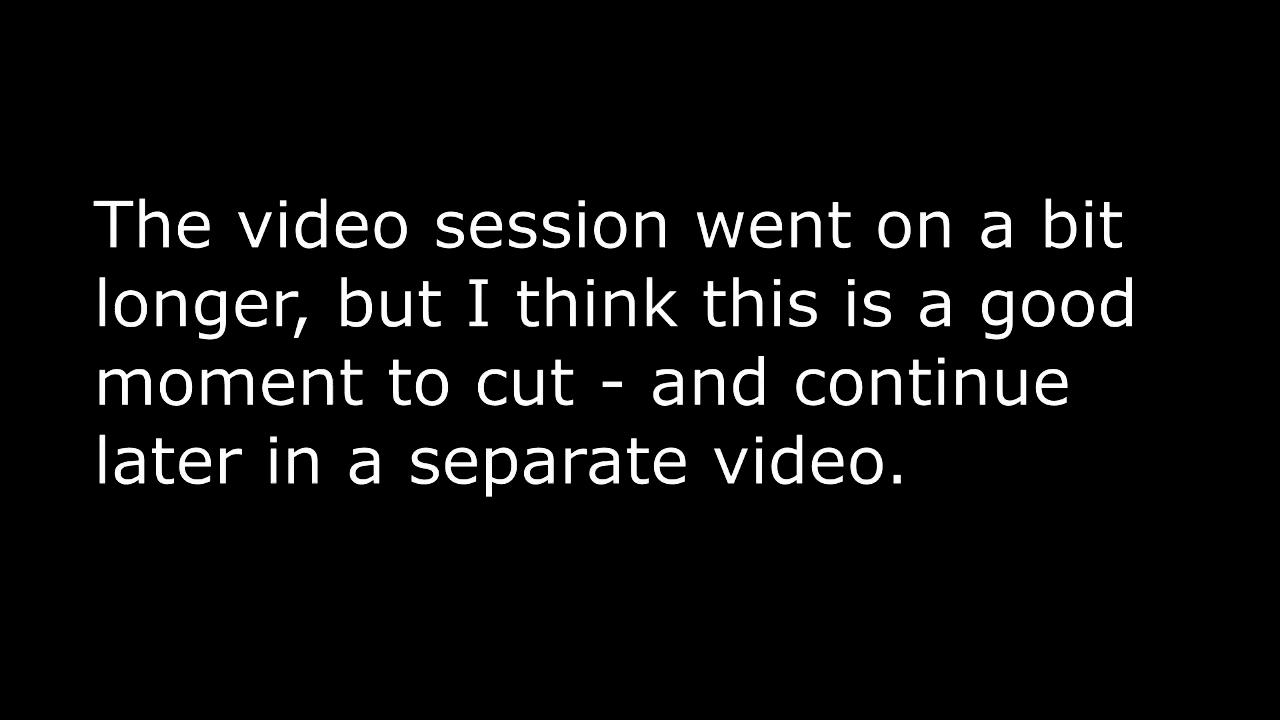 The video session went on a bit
longer, but I think this is a good
moment to cut - and continue
later in a separate video.